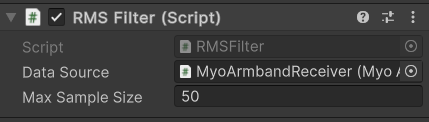 RMS Filter (Script)
Script RMSFilter
Data Source MyoArmbandReceiver (Myo
Max Sample Size 50